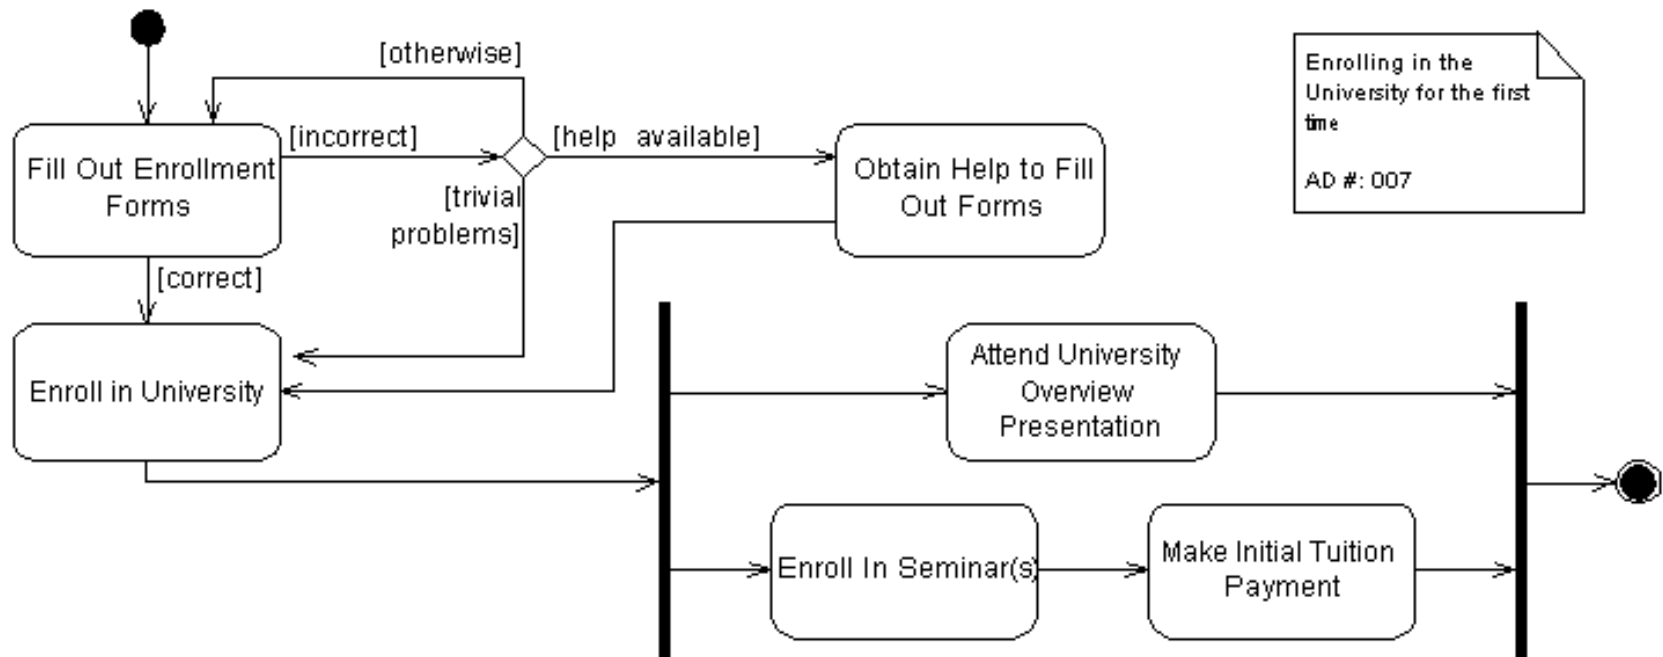 [otherwise]
Enrolling in the
University for the first
time
AD #: 007
[incorrect]
[help available]
Fill Out Enrollment
Forms
Obtain Help to Fill
Out Forms
[trivial
problems]
[correct]
Enroll in University
Attend University
Overview
Presentation
Enroll In Seminar(s)
Make Initial Tuition
Payment